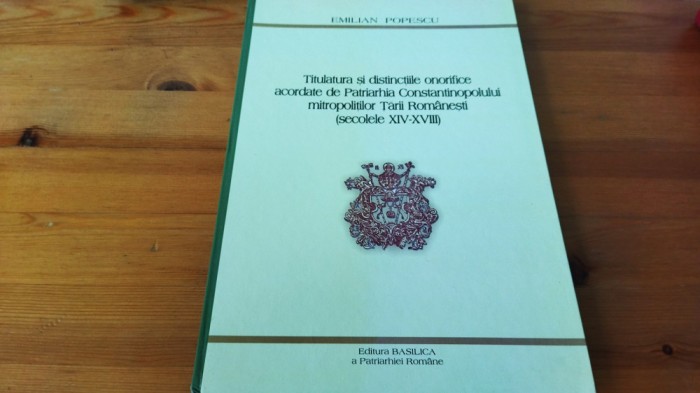 EMILIAN POPESCU
Titulatura și distincțiile onorifice
acordate de Patriarhia Constantinopolului
mitropoliților Țării Românești
(secolele XIV-XVIII)
Editura BASILICA
a Patriarhiei Române